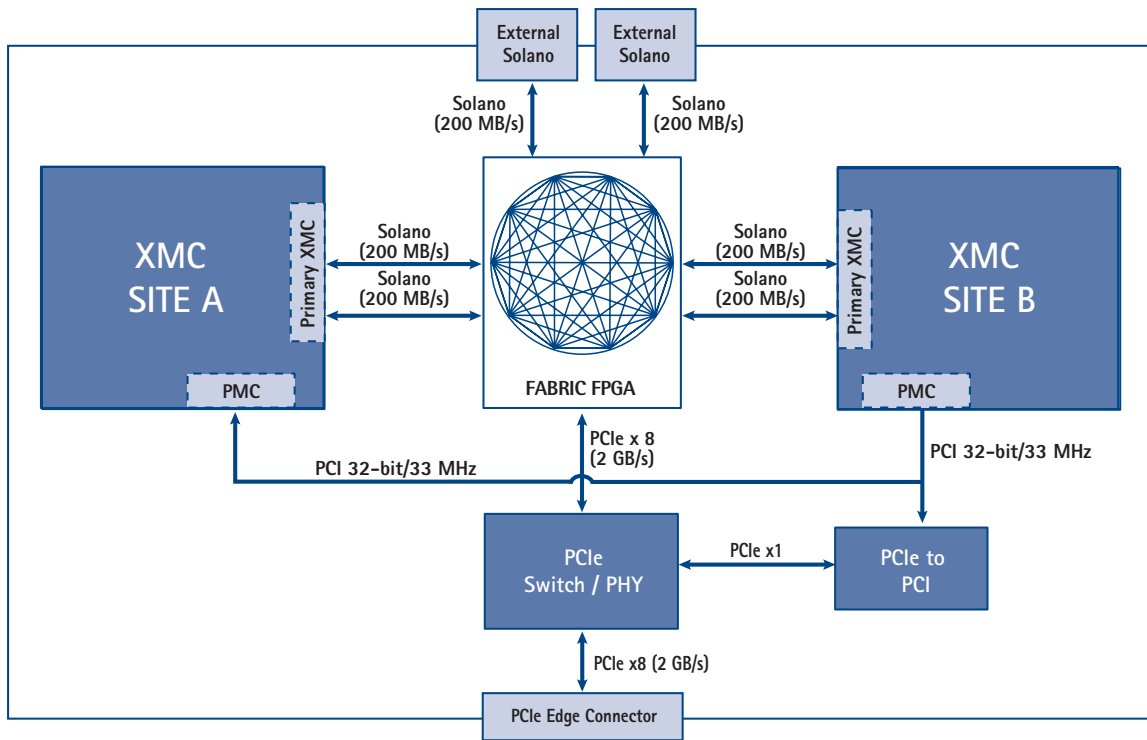 External
Solano
External
Solano
Solano
(200 MB/s)
Solano
(200 MB/s)
XMC
SITE A
Primary XMC
PMC
Solano
(200 MB/s)
Solano
(200 MB/s)
FABRIC FPGA
Solano
(200 MB/s)
Solano
(200 MB/s)
Primary XMC
XMC
SITE B
PMC
PCI 32-bit/33 MHz
PCIe x 8
(2 GB/s)
PCI 32-bit/33 MHz
PCIe
Switch / PHY
PCIe x1
PCIe to
PCI
PCIe x8 (2 GB/s)
PCIe Edge Connector